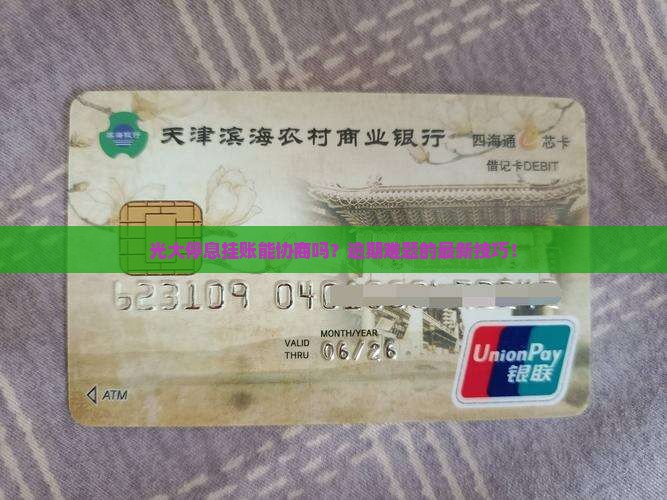 滨海银行
天津滨海农村商业银行
四海通 e 芯卡
借记卡DEBIT
光大停息挂账能协商吗？逾期难题的最新技巧！
623109 040
MONTH/YEAR
VALID THRU 06/26
UnionPay
银联
ATM